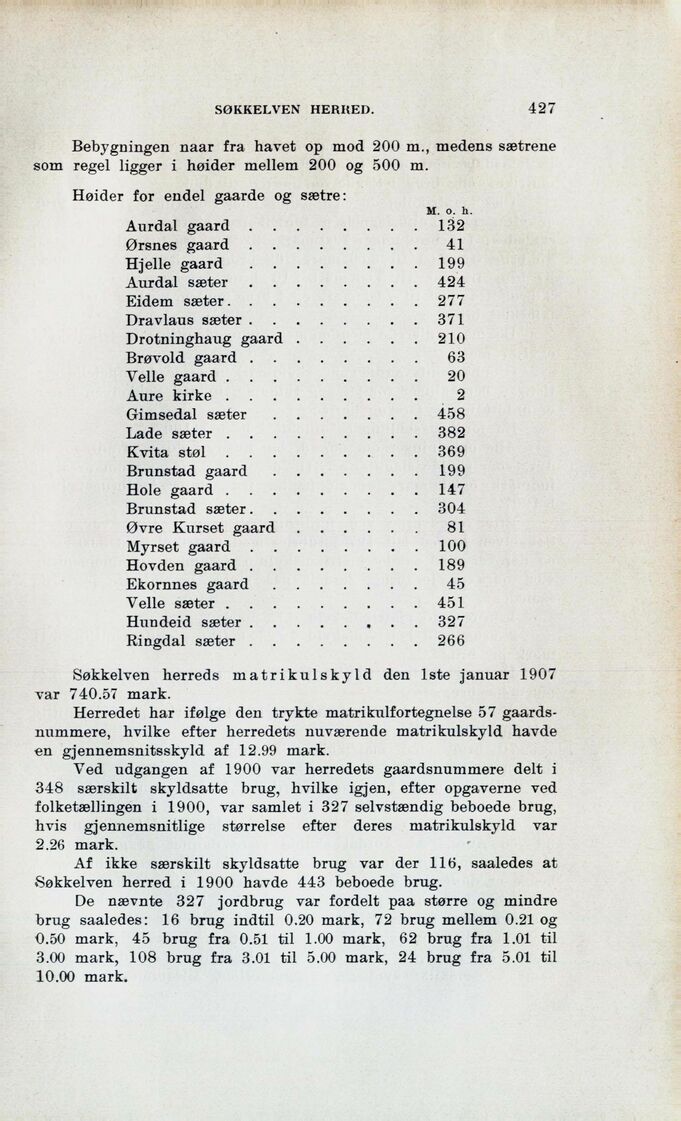 SØKKELVEN HERRED. 427
Bebygningen naar fra havet op mod 200 m., medens sætrene
som regel ligger i høider mellem 200 og 500 m.
Høider for endel gaarde og sætre:
M. o. h.
Aurdal gaard . . . . . . . . 132
Ørsnes gaard . . . . . . . . 41
Hjelle gaard . . . . . . . . 199
Aurdal sæter . . . . . . . . 424
Eidem sæter. . . . . . . . . 277
Dravlaus sæter . . . . . . . . 371
Drotninghaug gaard . . . . . . 210
Brøvold gaard . . . . . . . . 63
Velle gaard . . . . . . . . . 20
Aure kirke . . . . . . . . . 2
Gimsedal sæter . . . . . . . 458
Lade sæter . . . . . . . . . 382
Kvita støl . . . . . . . . . 369
Brunstad gaard . . . . . . . 199
Hole gaard . . . . . . . . . 147
Brunstad sæter. . . . . . . . 304
Øvre Kurset gaard . . . . . . 81
Myrset gaard . . . . . . . . 100
Hovden gaard . . . . . . . . 189
Ekornnes gaard . . . . . . . 45
Velle sæter . . . . . . . . . 451
Hundeid sæter . . . . . . . . 327
Ringdal sæter . . . . . . . . 266
Søkkelven herreds matrikulskyld den 1ste januar 1907
var 740.57 mark.
Herredet har ifølge den trykte matrikulfortegnelse 57 gaards-
nummere, hvilke efter herredets nuværende matrikulskyld havde
en gjennemsnitsskyld af 12.99 mark.
Ved udgangen af 1900 var herredets gaardsnummere delt i
348 særskilt skyldsatte brug, hvilke igjen, efter opgaverne ved
folketællingen i 1900, var samlet i 327 selvstændig beboede brug,
hvis gjennemsnitlige størrelse efter deres matrikulskyld var
2.26 mark.
Af ikke særskilt skyldsatte brug var der 116, saaledes at
Søkkelven herred i 1900 havde 443 beboede brug.
De nævnte 327 jordbrug var fordelt paa større og mindre
brug saaledes: 16 brug indtil 0.20 mark, 72 brug mellem 0.21 og
0.50 mark, 45 brug fra 0.51 til 1.00 mark, 62 brug fra 1.01 til
3.00 mark, 108 brug fra 3.01 til 5.00 mark, 24 brug fra 5.01 til
10.00 mark.